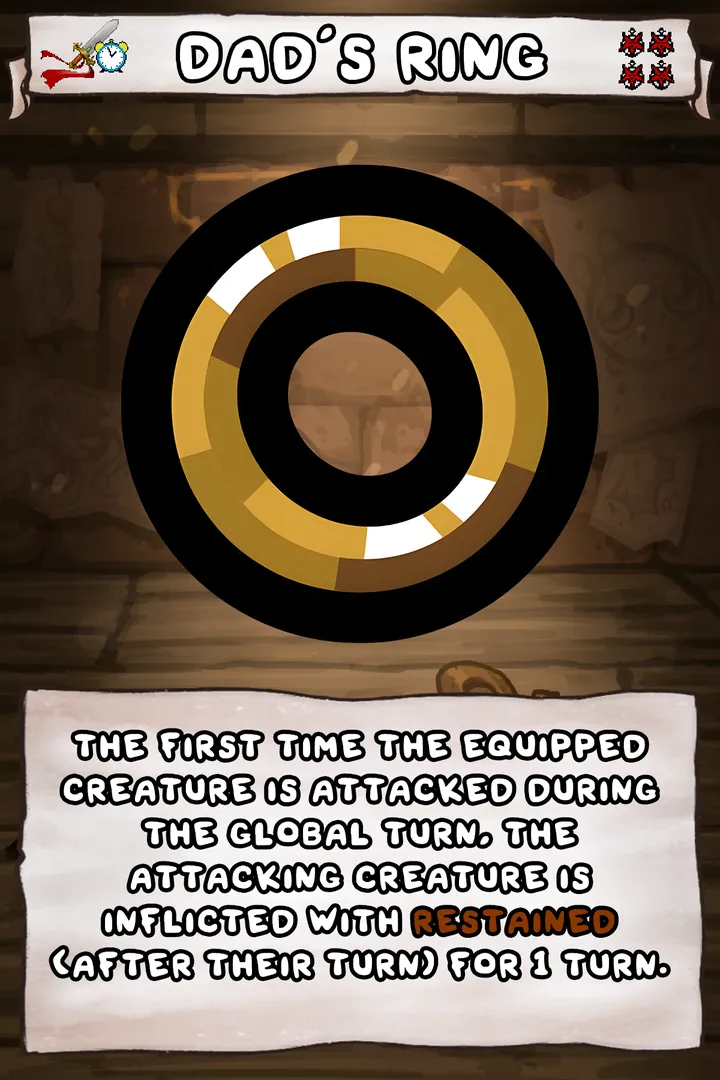 DAD'S RING
THE FIRST TIME THE EQUIPPED
CREATURE IS ATTACKED DURING
THE GLOBAL TURN, THE
ATTACKING CREATURE IS
INFLICTED WITH RESTAINED
(AFTER THEIR TURN) FOR 1 TURN.